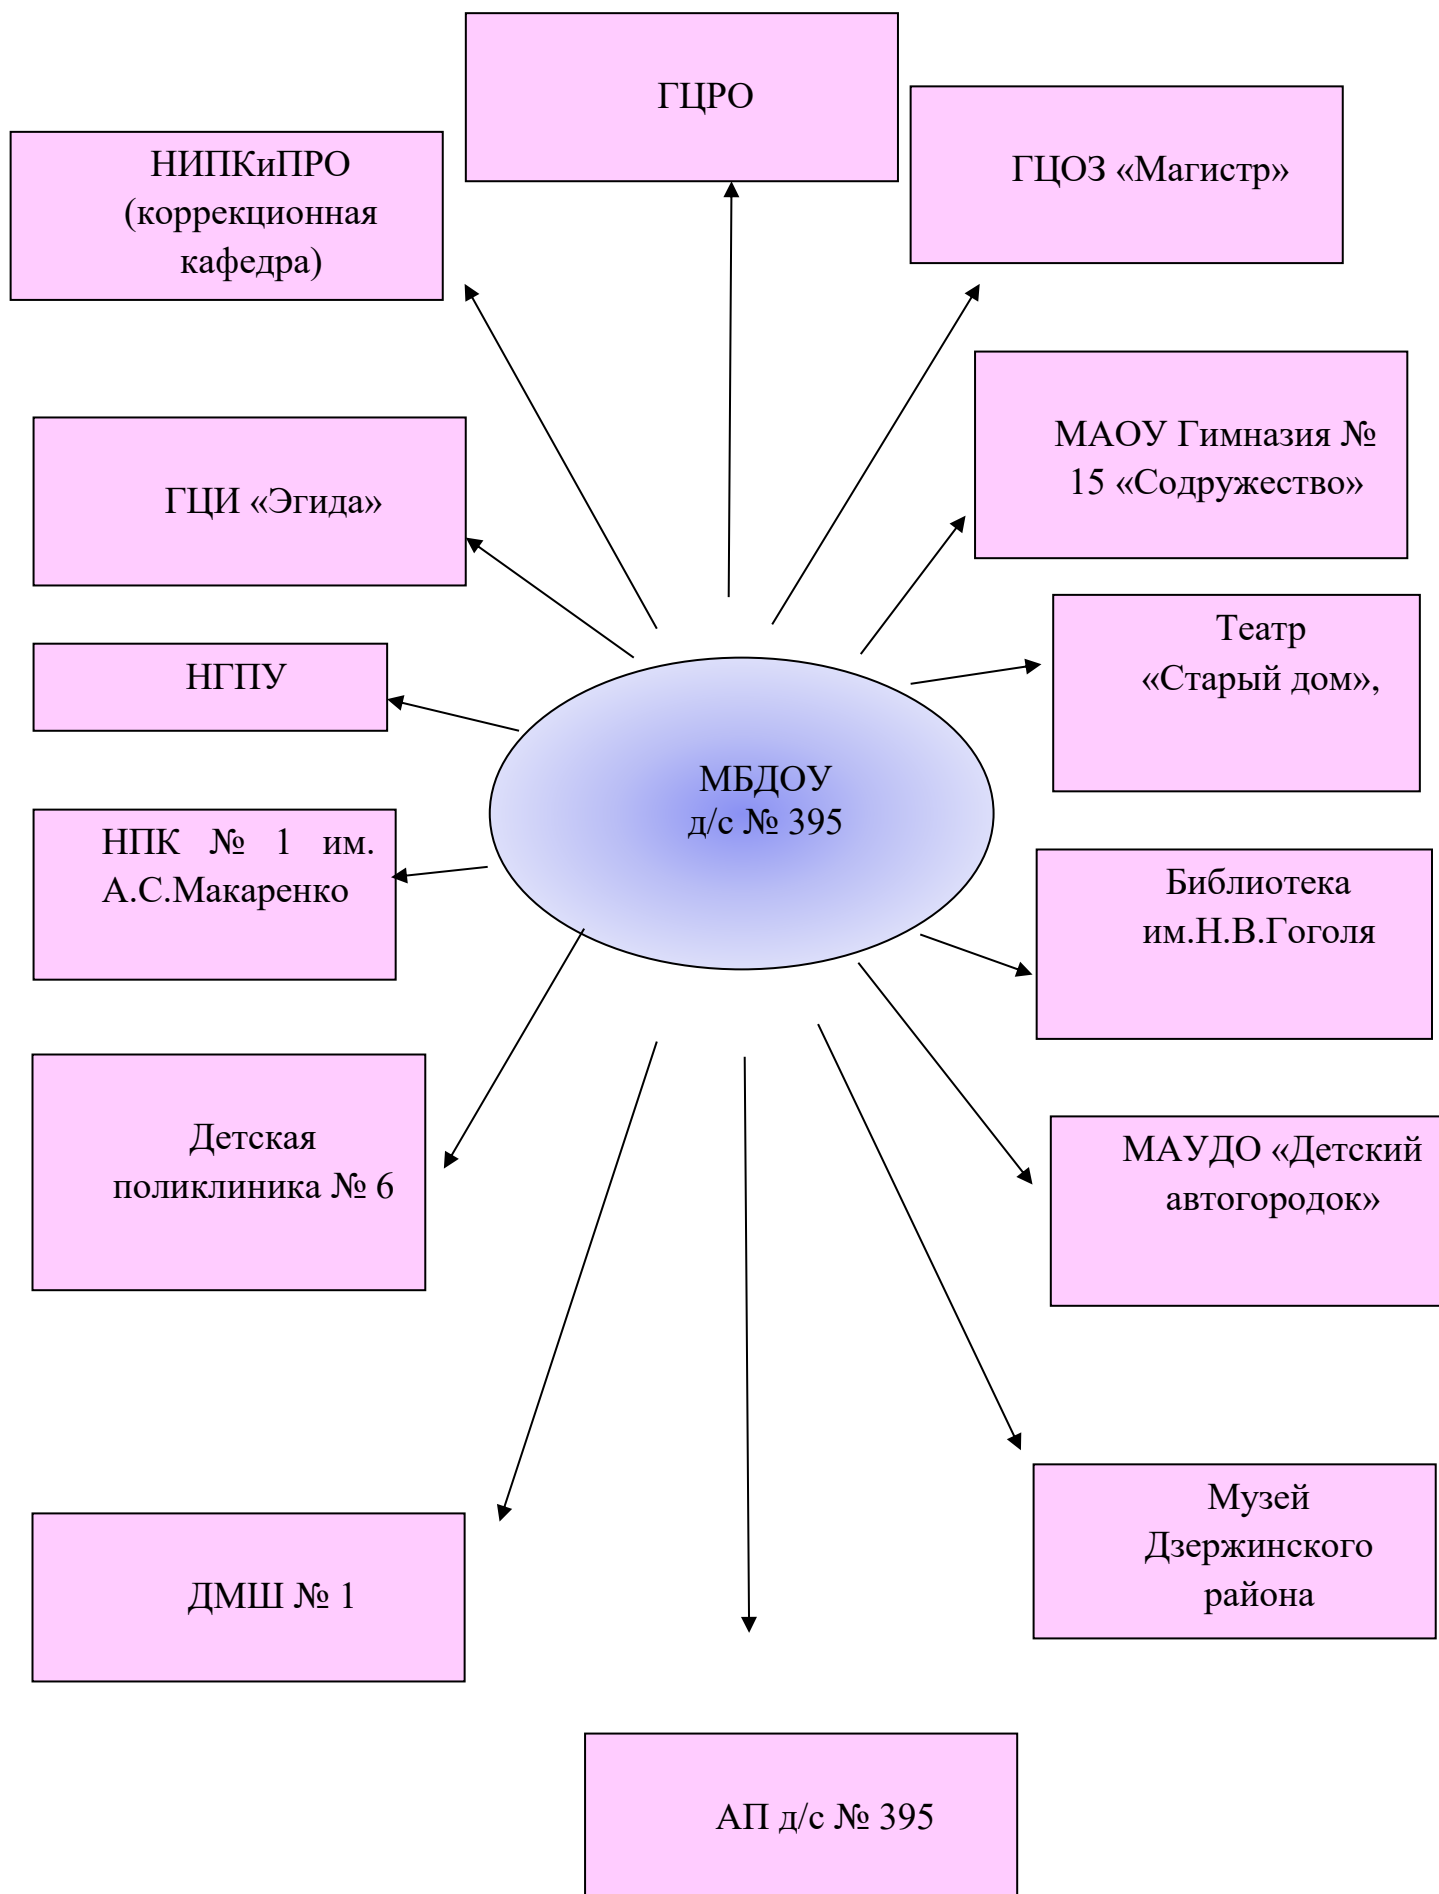 ГЦРО
ГЦОЗ «Магистр»
НИПКиПРО
(коррекционная
кафедра)
МАОУ Гимназия №
15 «Содружество»
ГЦИ «Эгида»
Театр
«Старый дом»,
НГПУ
МБДОУ
д/с № 395
НПК № 1 им.
А.С.Макаренко
Библиотека
им.Н.В.Гоголя
Детская
поликлиника № 6
МАУДО «Детский
автогородок»
Музей
Дзержинского
района
ДМШ № 1
АП д/с № 395